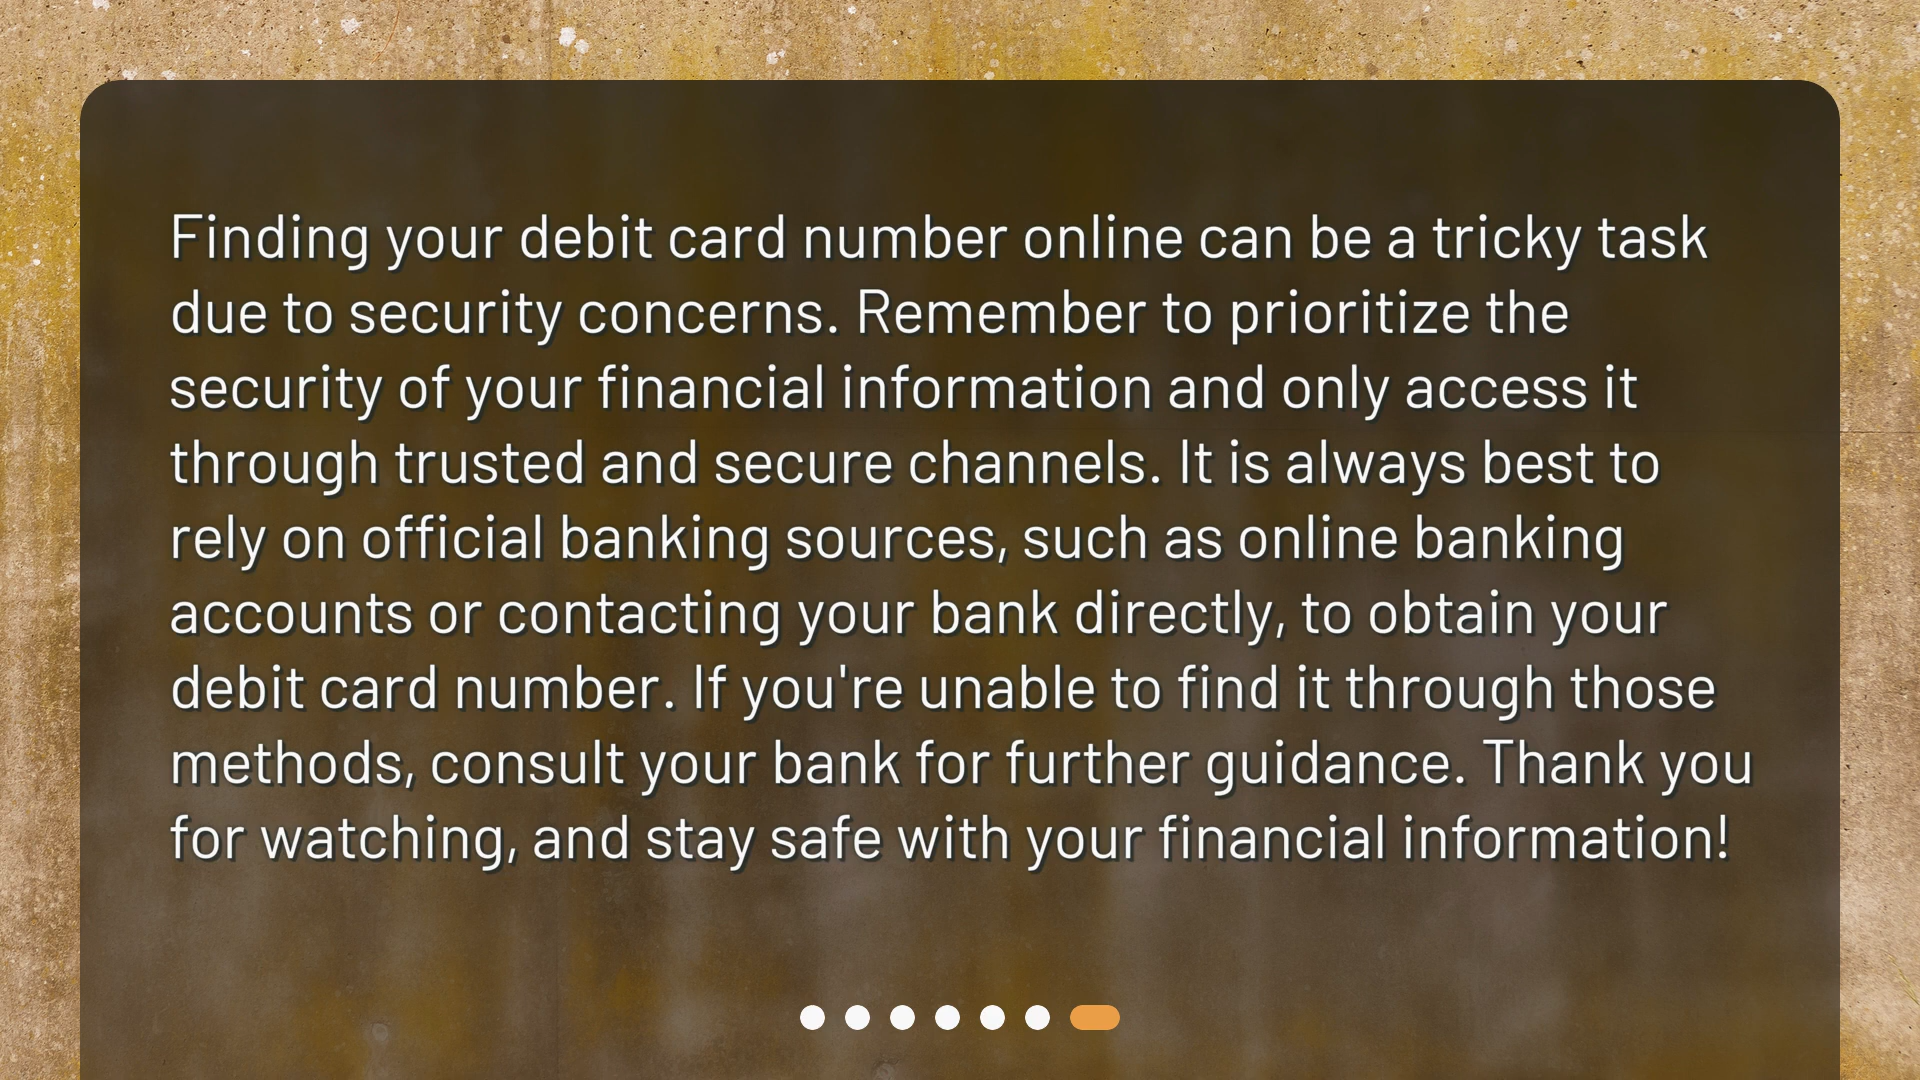 Finding your debit card number online can be a tricky task
due to security concerns. Remember to prioritize the
security of your financial information and only access it
through trusted and secure channels. It is always best to
rely on official banking sources, such as online banking
accounts or contacting your bank directly, to obtain your
debit card number. If you're unable to find it through those
methods, consult your bank for further guidance. Thank you
for watching, and stay safe with your financial information!